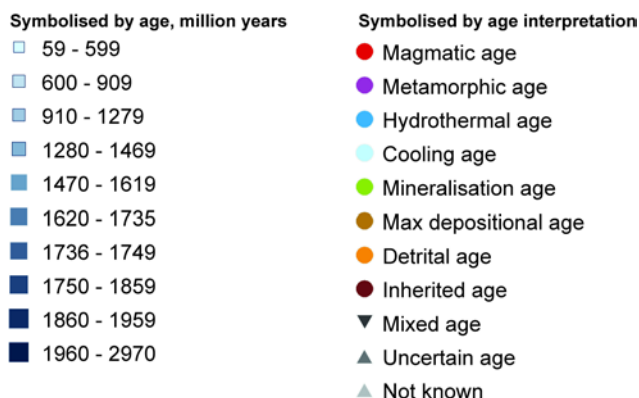 Symbolised by age, million years
59 - 599
600 - 909
910 - 1279
1280 - 1469
1470 - 1619
1620 - 1735
1736 - 1749
1750 - 1859
1860 - 1959
1960 - 2970
Symbolised by age interpretation
Magmatic age
Metamorphic age
Hydrothermal age
Cooling age
Mineralisation age
Max depositional age
Detrital age
Inherited age
Mixed age
Uncertain age
Not known